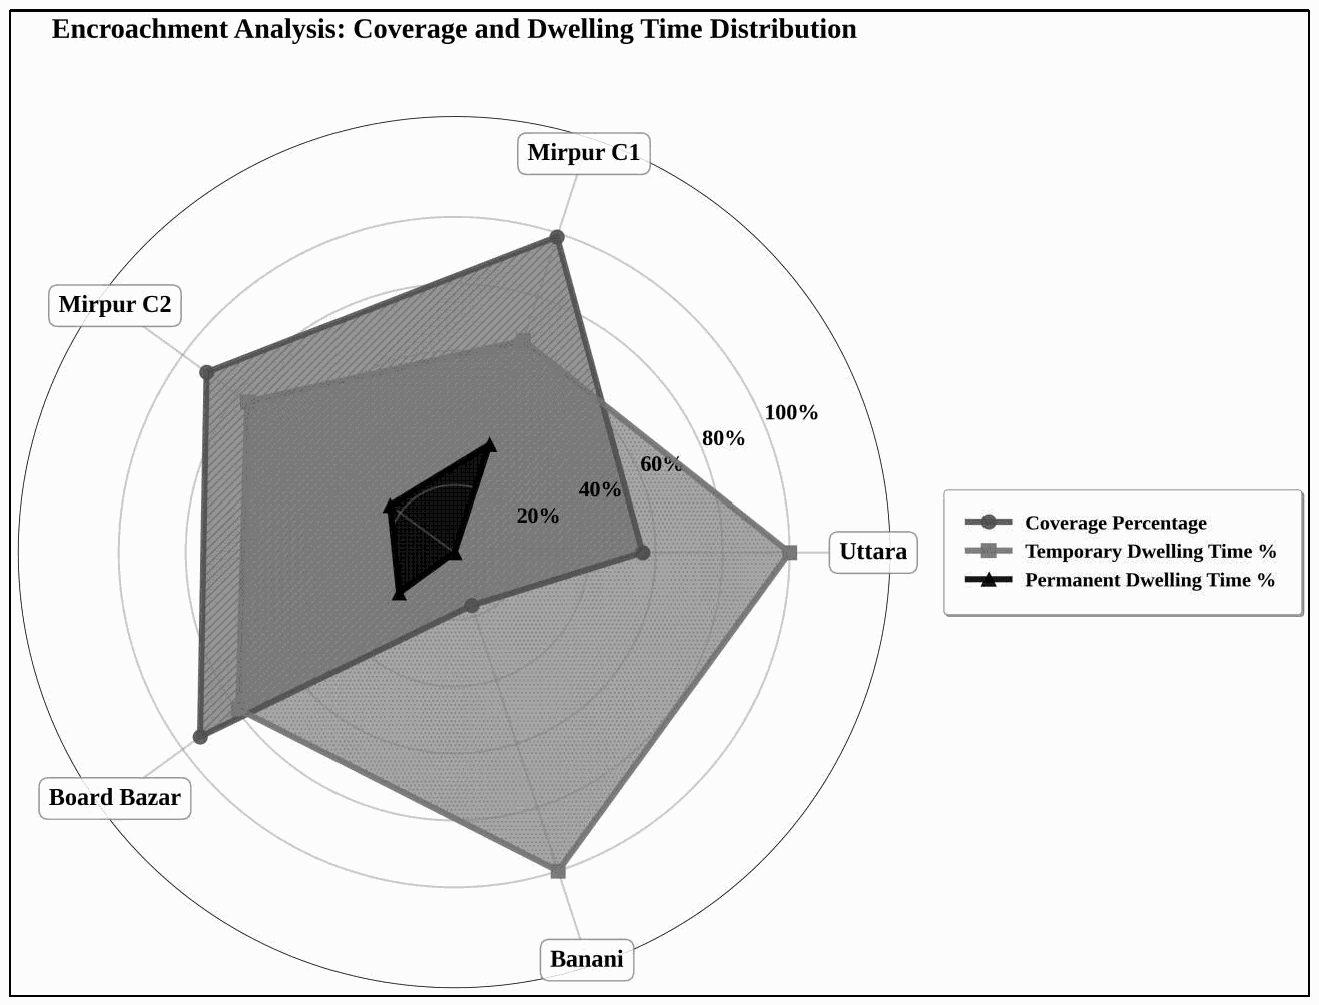 Encroachment Analysis: Coverage and Dwelling Time Distribution
Mirpur C1
Mirpur C2
100%
80%
60%
40%
20%
Uttara
Coverage Percentage
Temporary Dwelling Time %
Permanent Dwelling Time %
Board Bazar
Banani